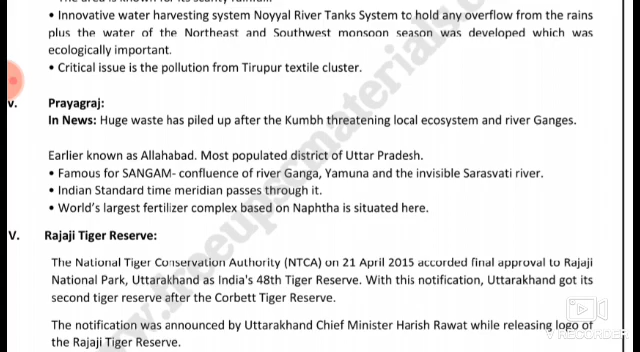 • Innovative water harvesting system Noyyal River Tanks System to hold any overflow from the rains
plus the water of the Northeast and Southwest monsoon season was developed which was
ecologically important.
• Critical issue is the pollution from Tirupur textile cluster.
v. Prayagraj:
In News: Huge waste has piled up after the Kumbh threatening local ecosystem and river Ganges.
Earlier known as Allahabad. Most populated district of Uttar Pradesh.
• Famous for SANGAM- confluence of river Ganga, Yamuna and the invisible Sarasvati river.
• Indian Standard time meridian passes through it.
• World's largest fertilizer complex based on Naphtha is situated here.
V. Rajaji Tiger Reserve:
The National Tiger Conservation Authority (NTCA) on 21 April 2015 accorded final approval to Rajaji
National Park, Uttarakhand as India's 48th Tiger Reserve. With this notification, Uttarakhand got its
second tiger reserve after the Corbett Tiger Reserve.
The notification was announced by Uttarakhand Chief Minister Harish Rawat while releasing logo of
the Rajaji Tiger Reserve.
V RECORDER